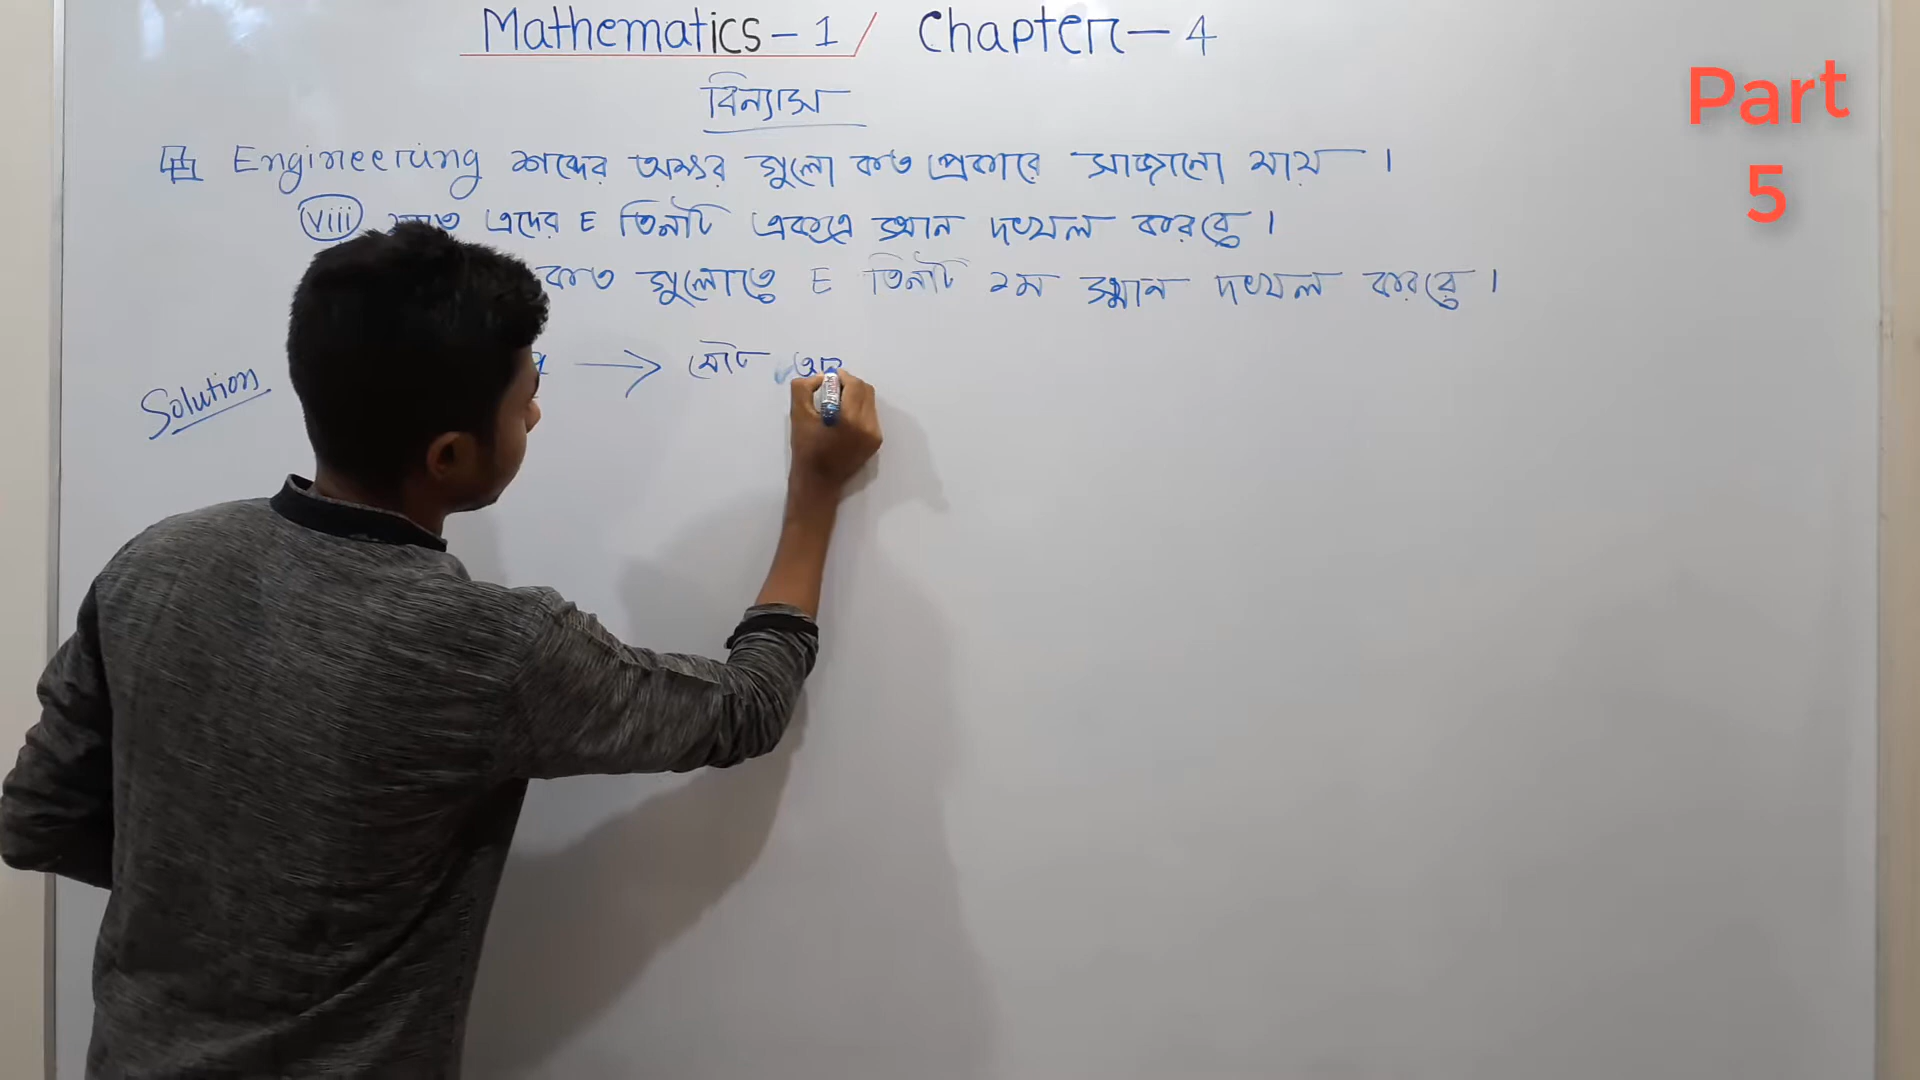 Mathematics - 1 / Chapter - 4
Part
5
বিন্যাস
Engineering শব্দের অক্ষর গুলো কত প্রকারে সাজানো যায় ।
viii এদের E তিনটি একত্রে স্থান দখল করবে ।
কত গুলোতে E তিনটি ১ম স্থান দখল করবে ।
Solution
→ মোট